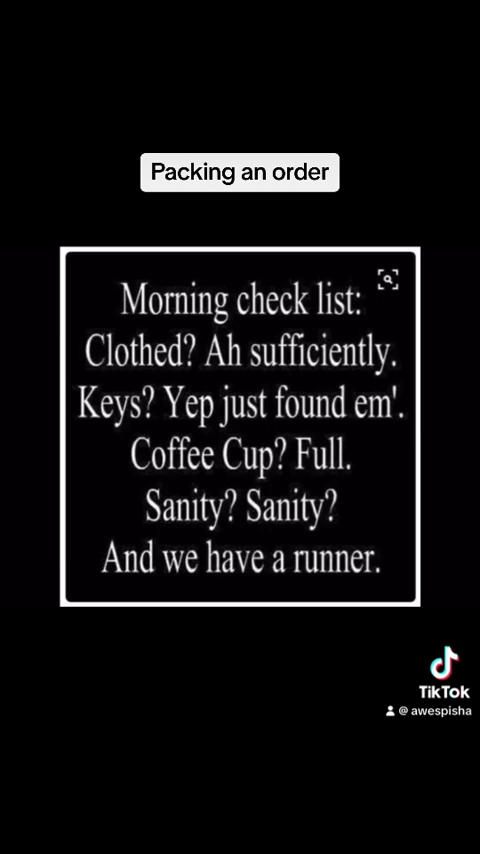 Packing an order
Morning check list:
Clothed? Ah sufficiently.
Keys? Yep just found em'.
Coffee Cup? Full.
Sanity? Sanity?
And we have a runner.
TikTok
@ awespisha